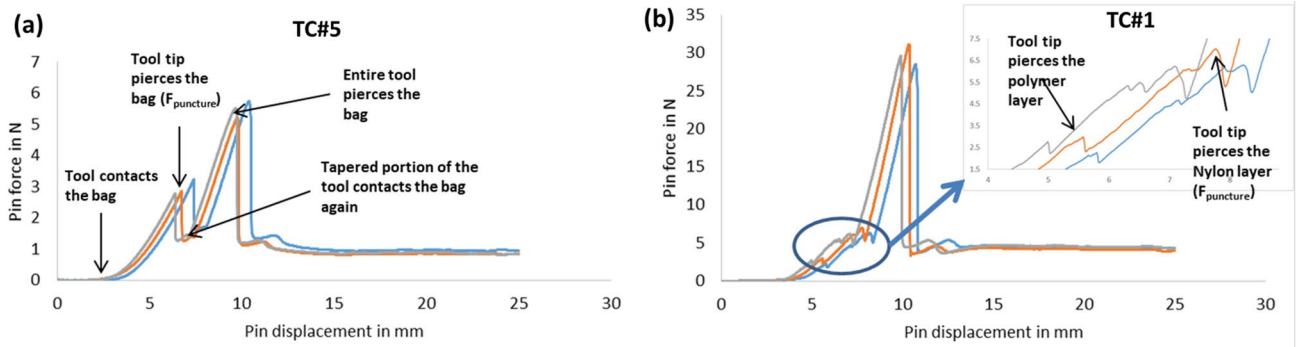 (a)
TC#5
7
6
5
4
3
2
1
0
Pin force in N
0 5 10 15 20 25 30
Pin displacement in mm
Tool contacts
the bag
Tool tip
pierces the
bag (Fpuncture)
Entire tool
pierces the
bag
Tapered portion of the
tool contacts the bag
again
(b)
35
30
25
20
15
10
5
0
Pin force in N
0 5 10 15 20 25 30
Pin displacement in mm
TC#1
7.5
6.5
5.5
4.5
3.5
2.5
1.5
4 5 6 7 8
Tool tip
pierces the
polymer
layer
Tool tip
pierces the
Nylon layer
(Fpuncture)